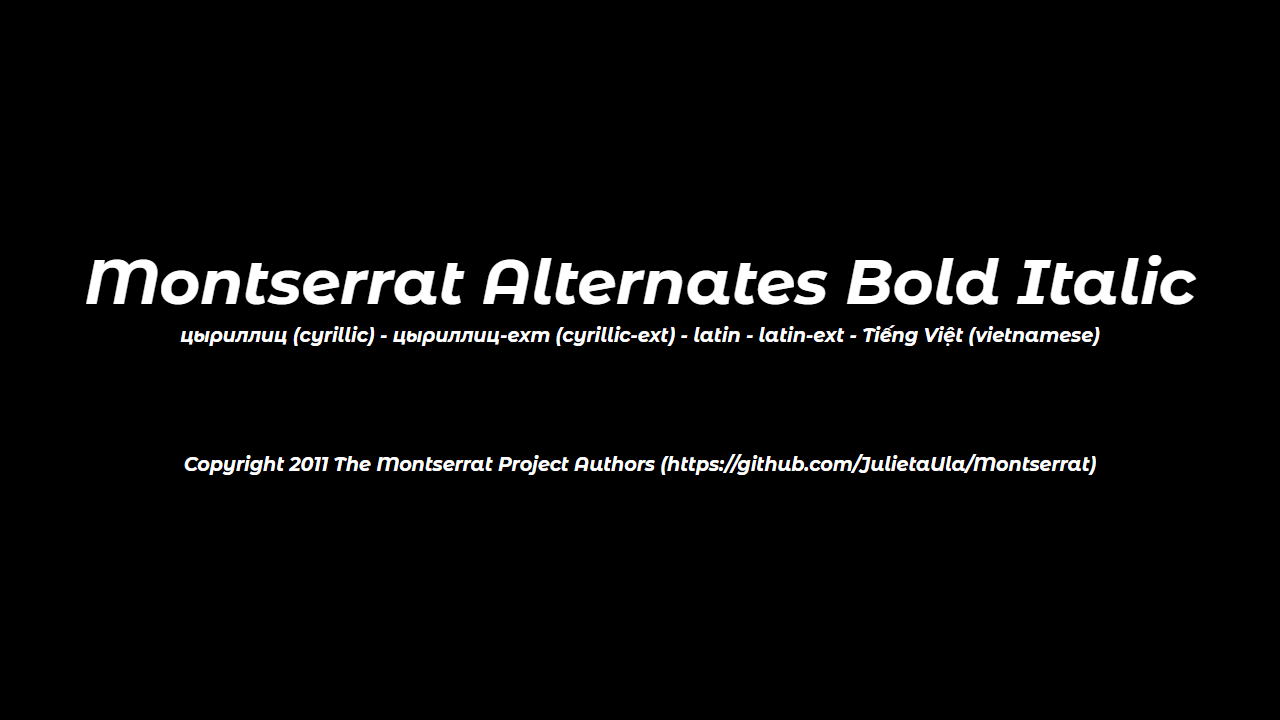 Montserrat Alternates Bold Italic
цыриллиц (cyrillic) - цыриллиц-ехт (cyrillic-ext) - latin - latin-ext - Tiếng Việt (vietnamese)
Copyright 2011 The Montserrat Project Authors (https://github.com/JulietaUla/Montserrat)